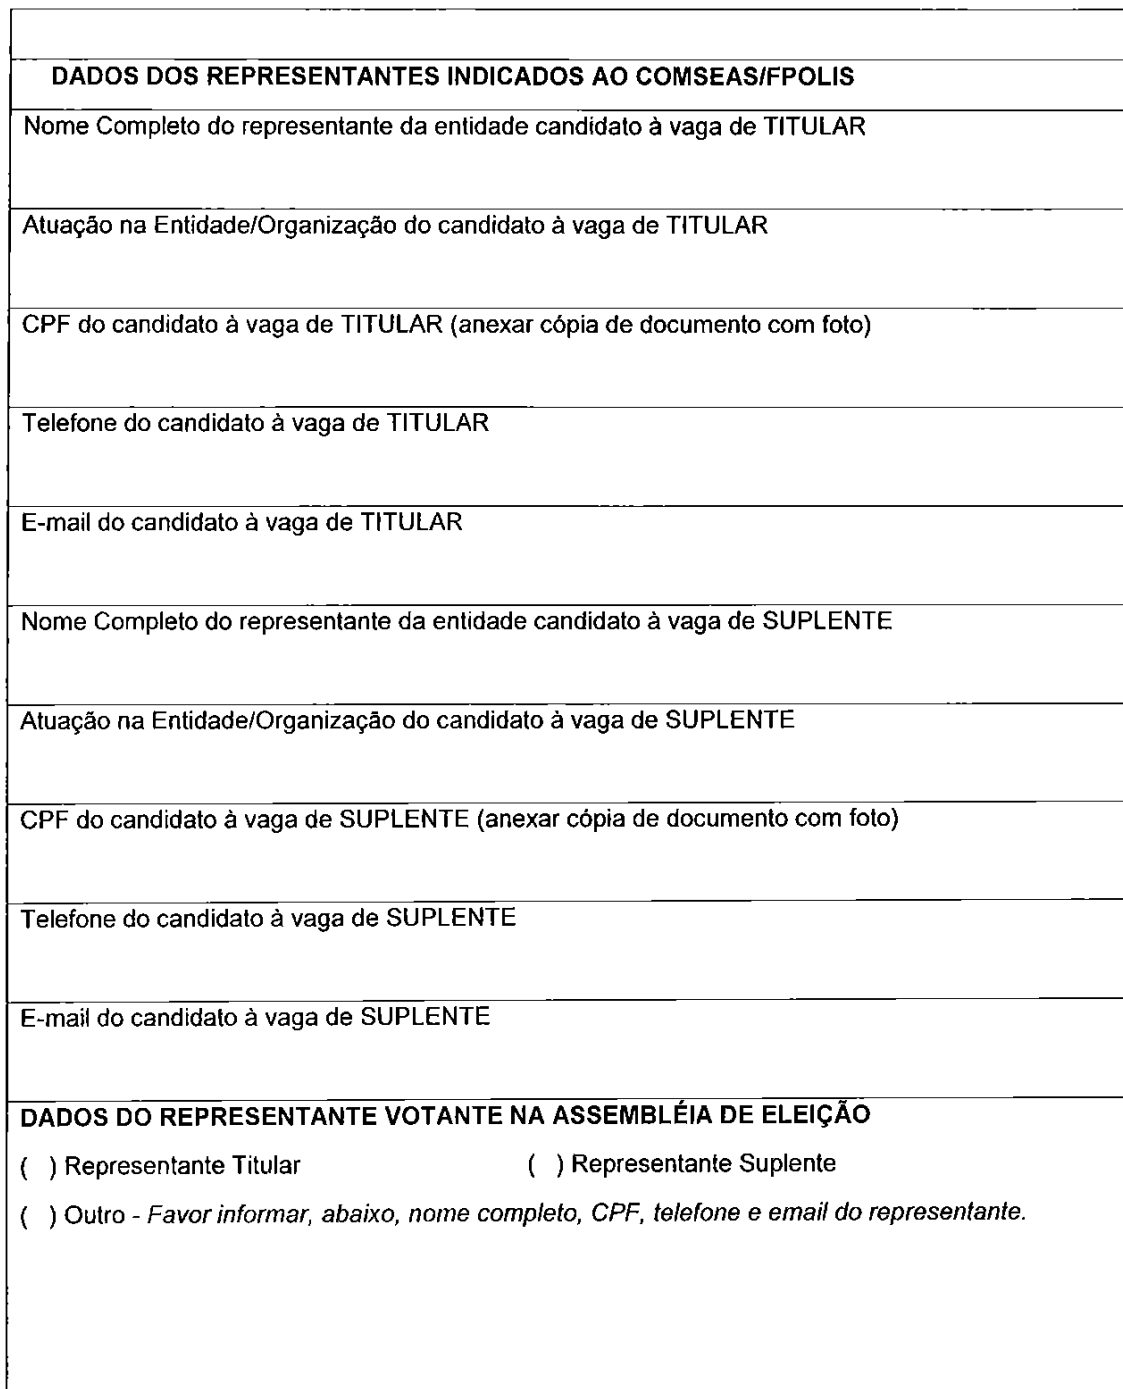 DADOS DOS REPRESENTANTES INDICADOS AO COMSEAS/FPOLIS
Nome Completo do representante da entidade candidato à vaga de TITULAR
Atuação na Entidade/Organização do candidato à vaga de TITULAR
CPF do candidato à vaga de TITULAR (anexar cópia de documento com foto)
Telefone do candidato à vaga de TITULAR
E-mail do candidato à vaga de TITULAR
Nome Completo do representante da entidade candidato à vaga de SUPLENTE
Atuação na Entidade/Organização do candidato à vaga de SUPLENTE
CPF do candidato à vaga de SUPLENTE (anexar cópia de documento com foto)
Telefone do candidato à vaga de SUPLENTE
E-mail do candidato à vaga de SUPLENTE
DADOS DO REPRESENTANTE VOTANTE NA ASSEMBLÉIA DE ELEIÇÃO
( ) Representante Titular ( ) Representante Suplente
( ) Outro - Favor informar, abaixo, nome completo, CPF, telefone e email do representante.